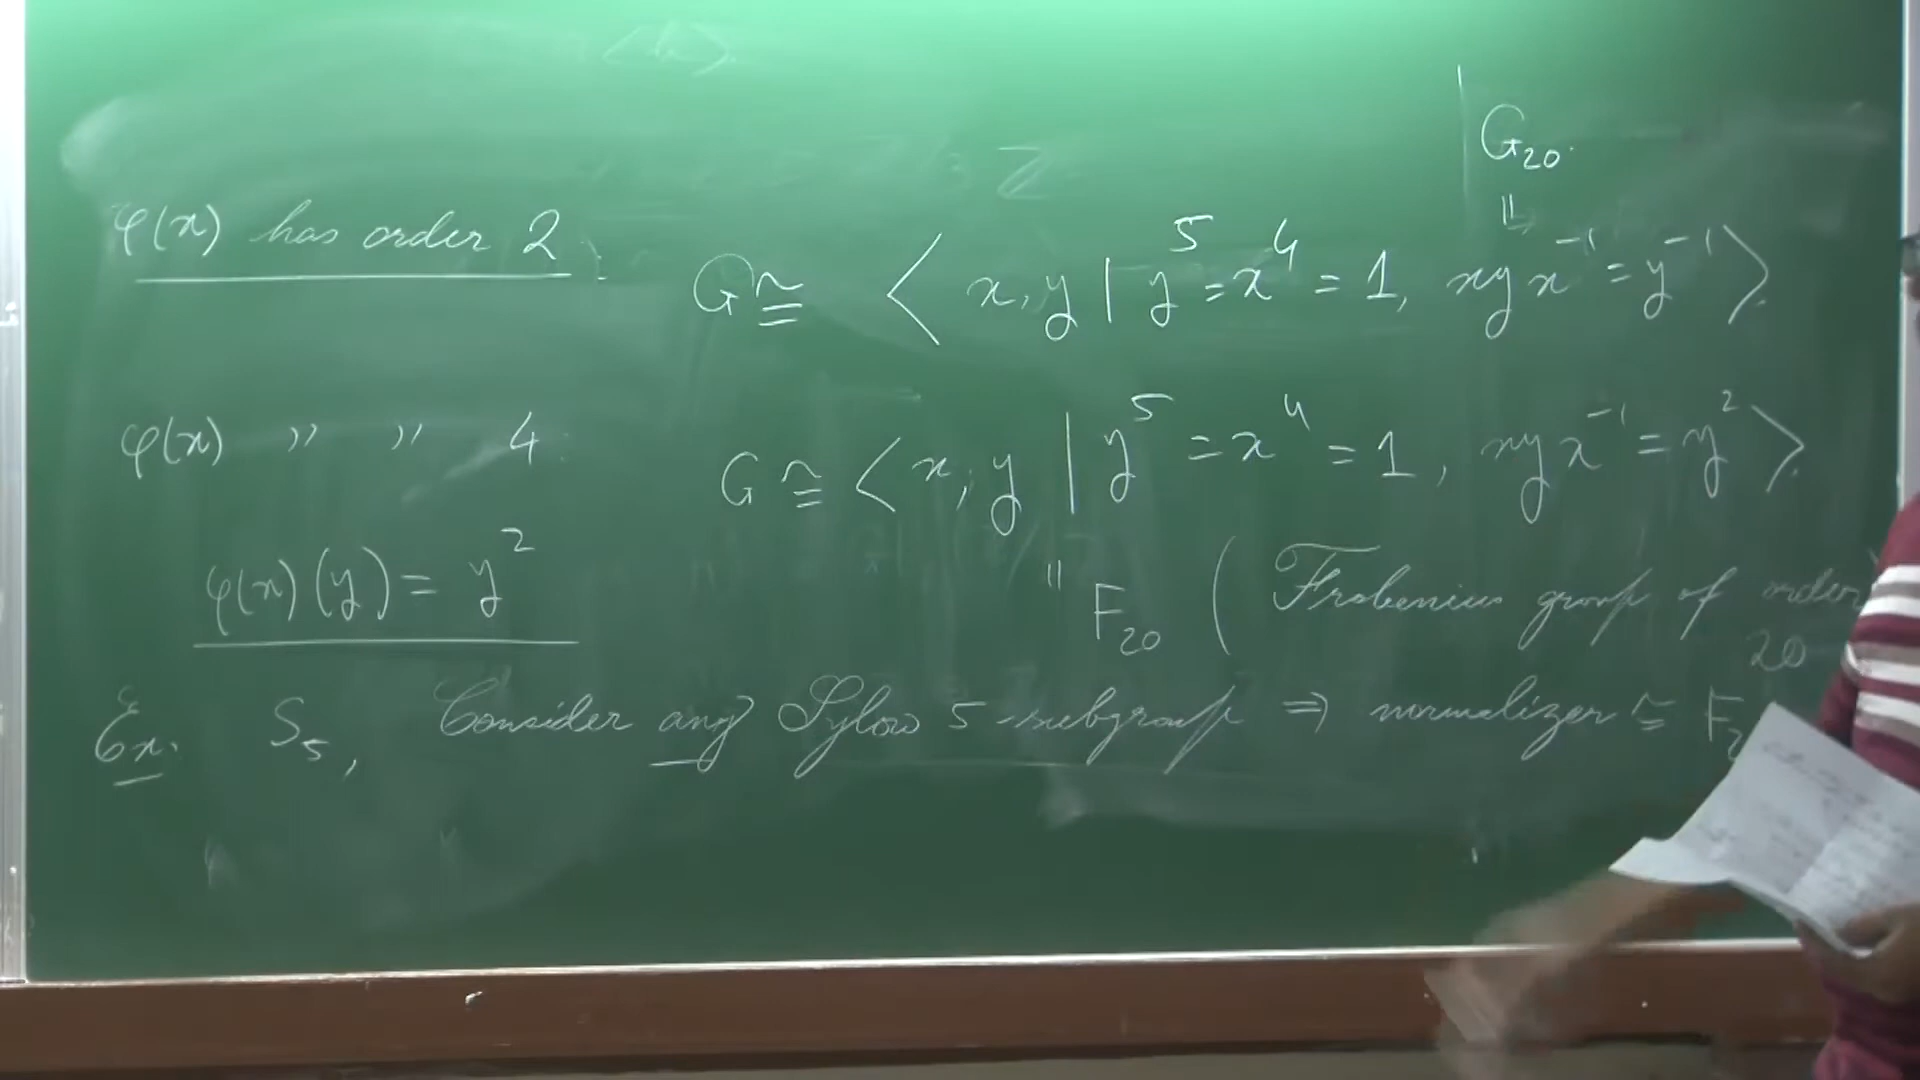 G₂₀.
||
φ(x) has order 2 : G ≅ ⟨ x, y | y⁵ = x⁴ = 1, xyx⁻¹ = y⁻¹ ⟩.
φ(x) " " 4 : G ≅ ⟨ x, y | y⁵ = x⁴ = 1, xyx⁻¹ = y² ⟩.
φ(x)(y) = y²
|| F₂₀ ( Frobenius group of order
20
Ex. S₅, Consider any Sylow 5-subgroup ⇒ normalizer ≅ F₂